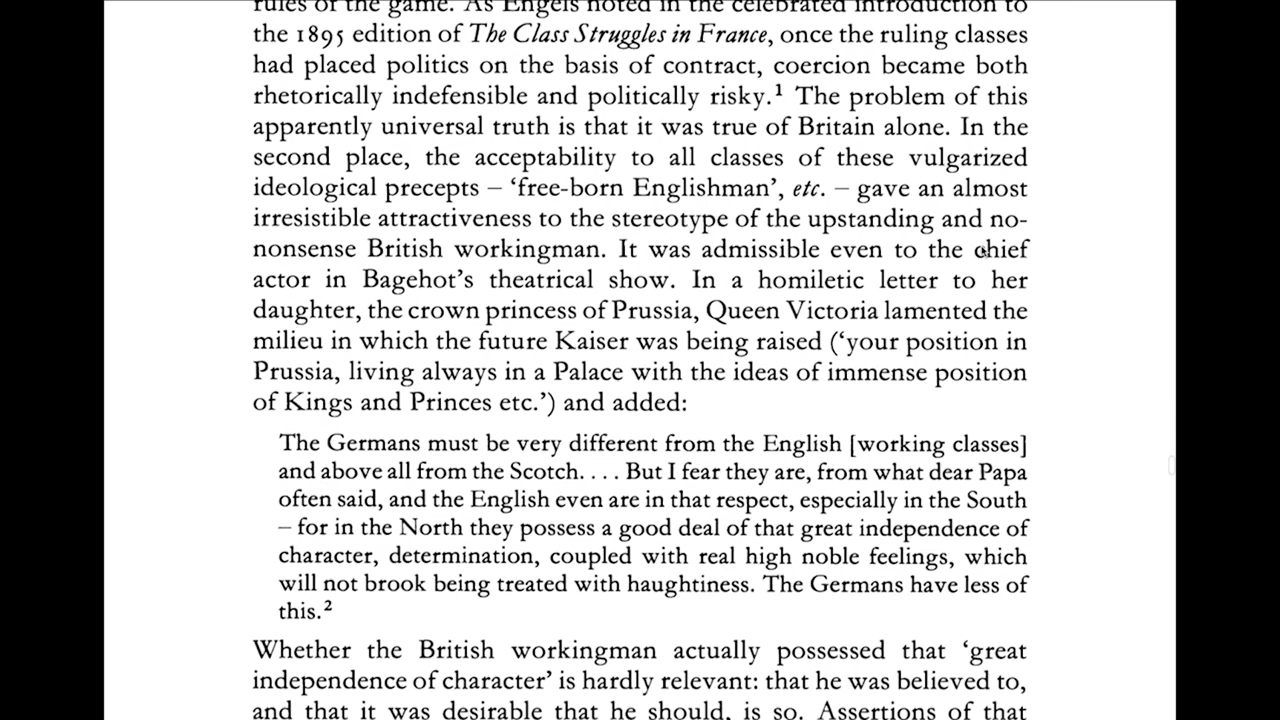 rules of the game. As Engels noted in the celebrated introduction to
the 1895 edition of The Class Struggles in France, once the ruling classes
had placed politics on the basis of contract, coercion became both
rhetorically indefensible and politically risky.¹ The problem of this
apparently universal truth is that it was true of Britain alone. In the
second place, the acceptability to all classes of these vulgarized
ideological precepts – ‘free-born Englishman’, etc. – gave an almost
irresistible attractiveness to the stereotype of the upstanding and no-
nonsense British workingman. It was admissible even to the chief
actor in Bagehot’s theatrical show. In a homiletic letter to her
daughter, the crown princess of Prussia, Queen Victoria lamented the
milieu in which the future Kaiser was being raised (‘your position in
Prussia, living always in a Palace with the ideas of immense position
of Kings and Princes etc.’) and added:
The Germans must be very different from the English [working classes]
and above all from the Scotch. . . . But I fear they are, from what dear Papa
often said, and the English even are in that respect, especially in the South
– for in the North they possess a good deal of that great independence of
character, determination, coupled with real high noble feelings, which
will not brook being treated with haughtiness. The Germans have less of
this.²
Whether the British workingman actually possessed that ‘great
independence of character’ is hardly relevant: that he was believed to,
and that it was desirable that he should, is so. Assertions of that